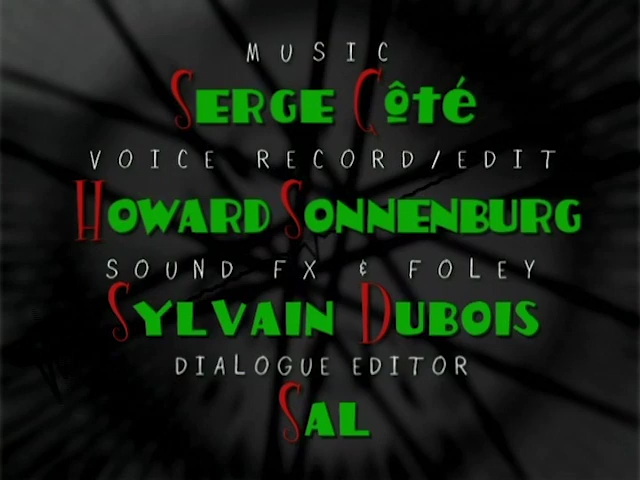 MUSIC
SERGE CôTé
VOICE RECORD/EDIT
HOWARD SONNENBURG
SOUND FX & FOLEY
SYLVAIN DUBOIS
DIALOGUE EDITOR
SAL